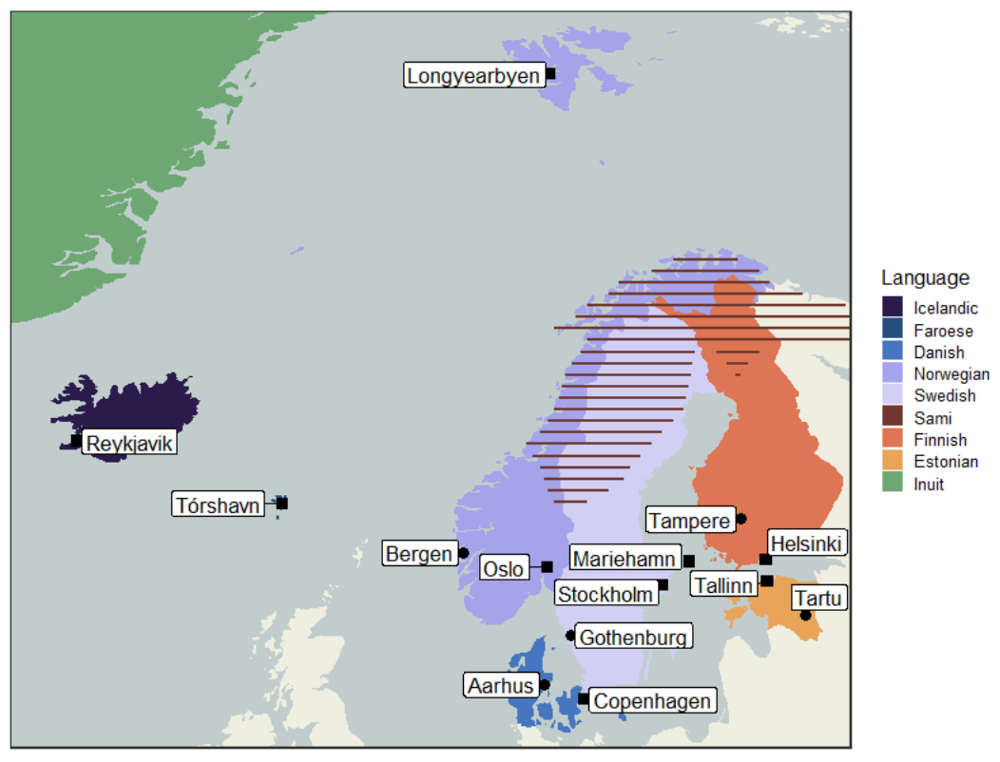 Longyearbyen
Reykjavik
Tórshavn
Bergen
Oslo
Tampere
Helsinki
Mariehamn
Stockholm
Tallinn
Tartu
Gothenburg
Aarhus
Copenhagen
Language
Icelandic
Faroese
Danish
Norwegian
Swedish
Sami
Finnish
Estonian
Inuit